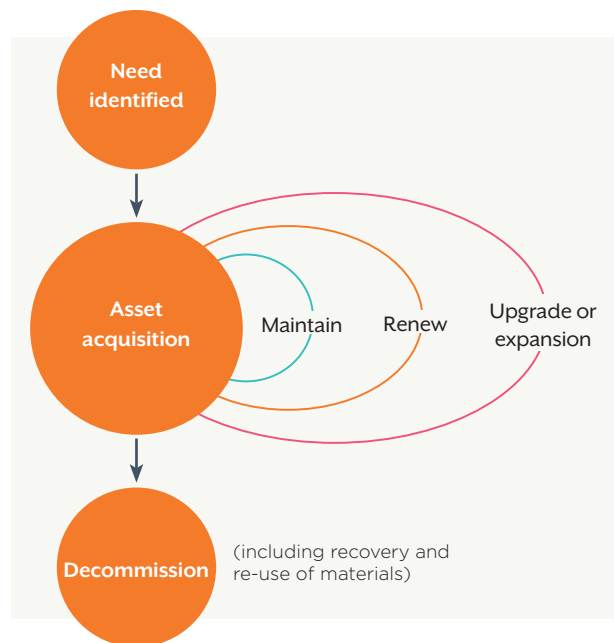 Need
identified
Asset
acquisition
Maintain
Renew
Upgrade or
expansion
Decommission
(including recovery and
re-use of materials)